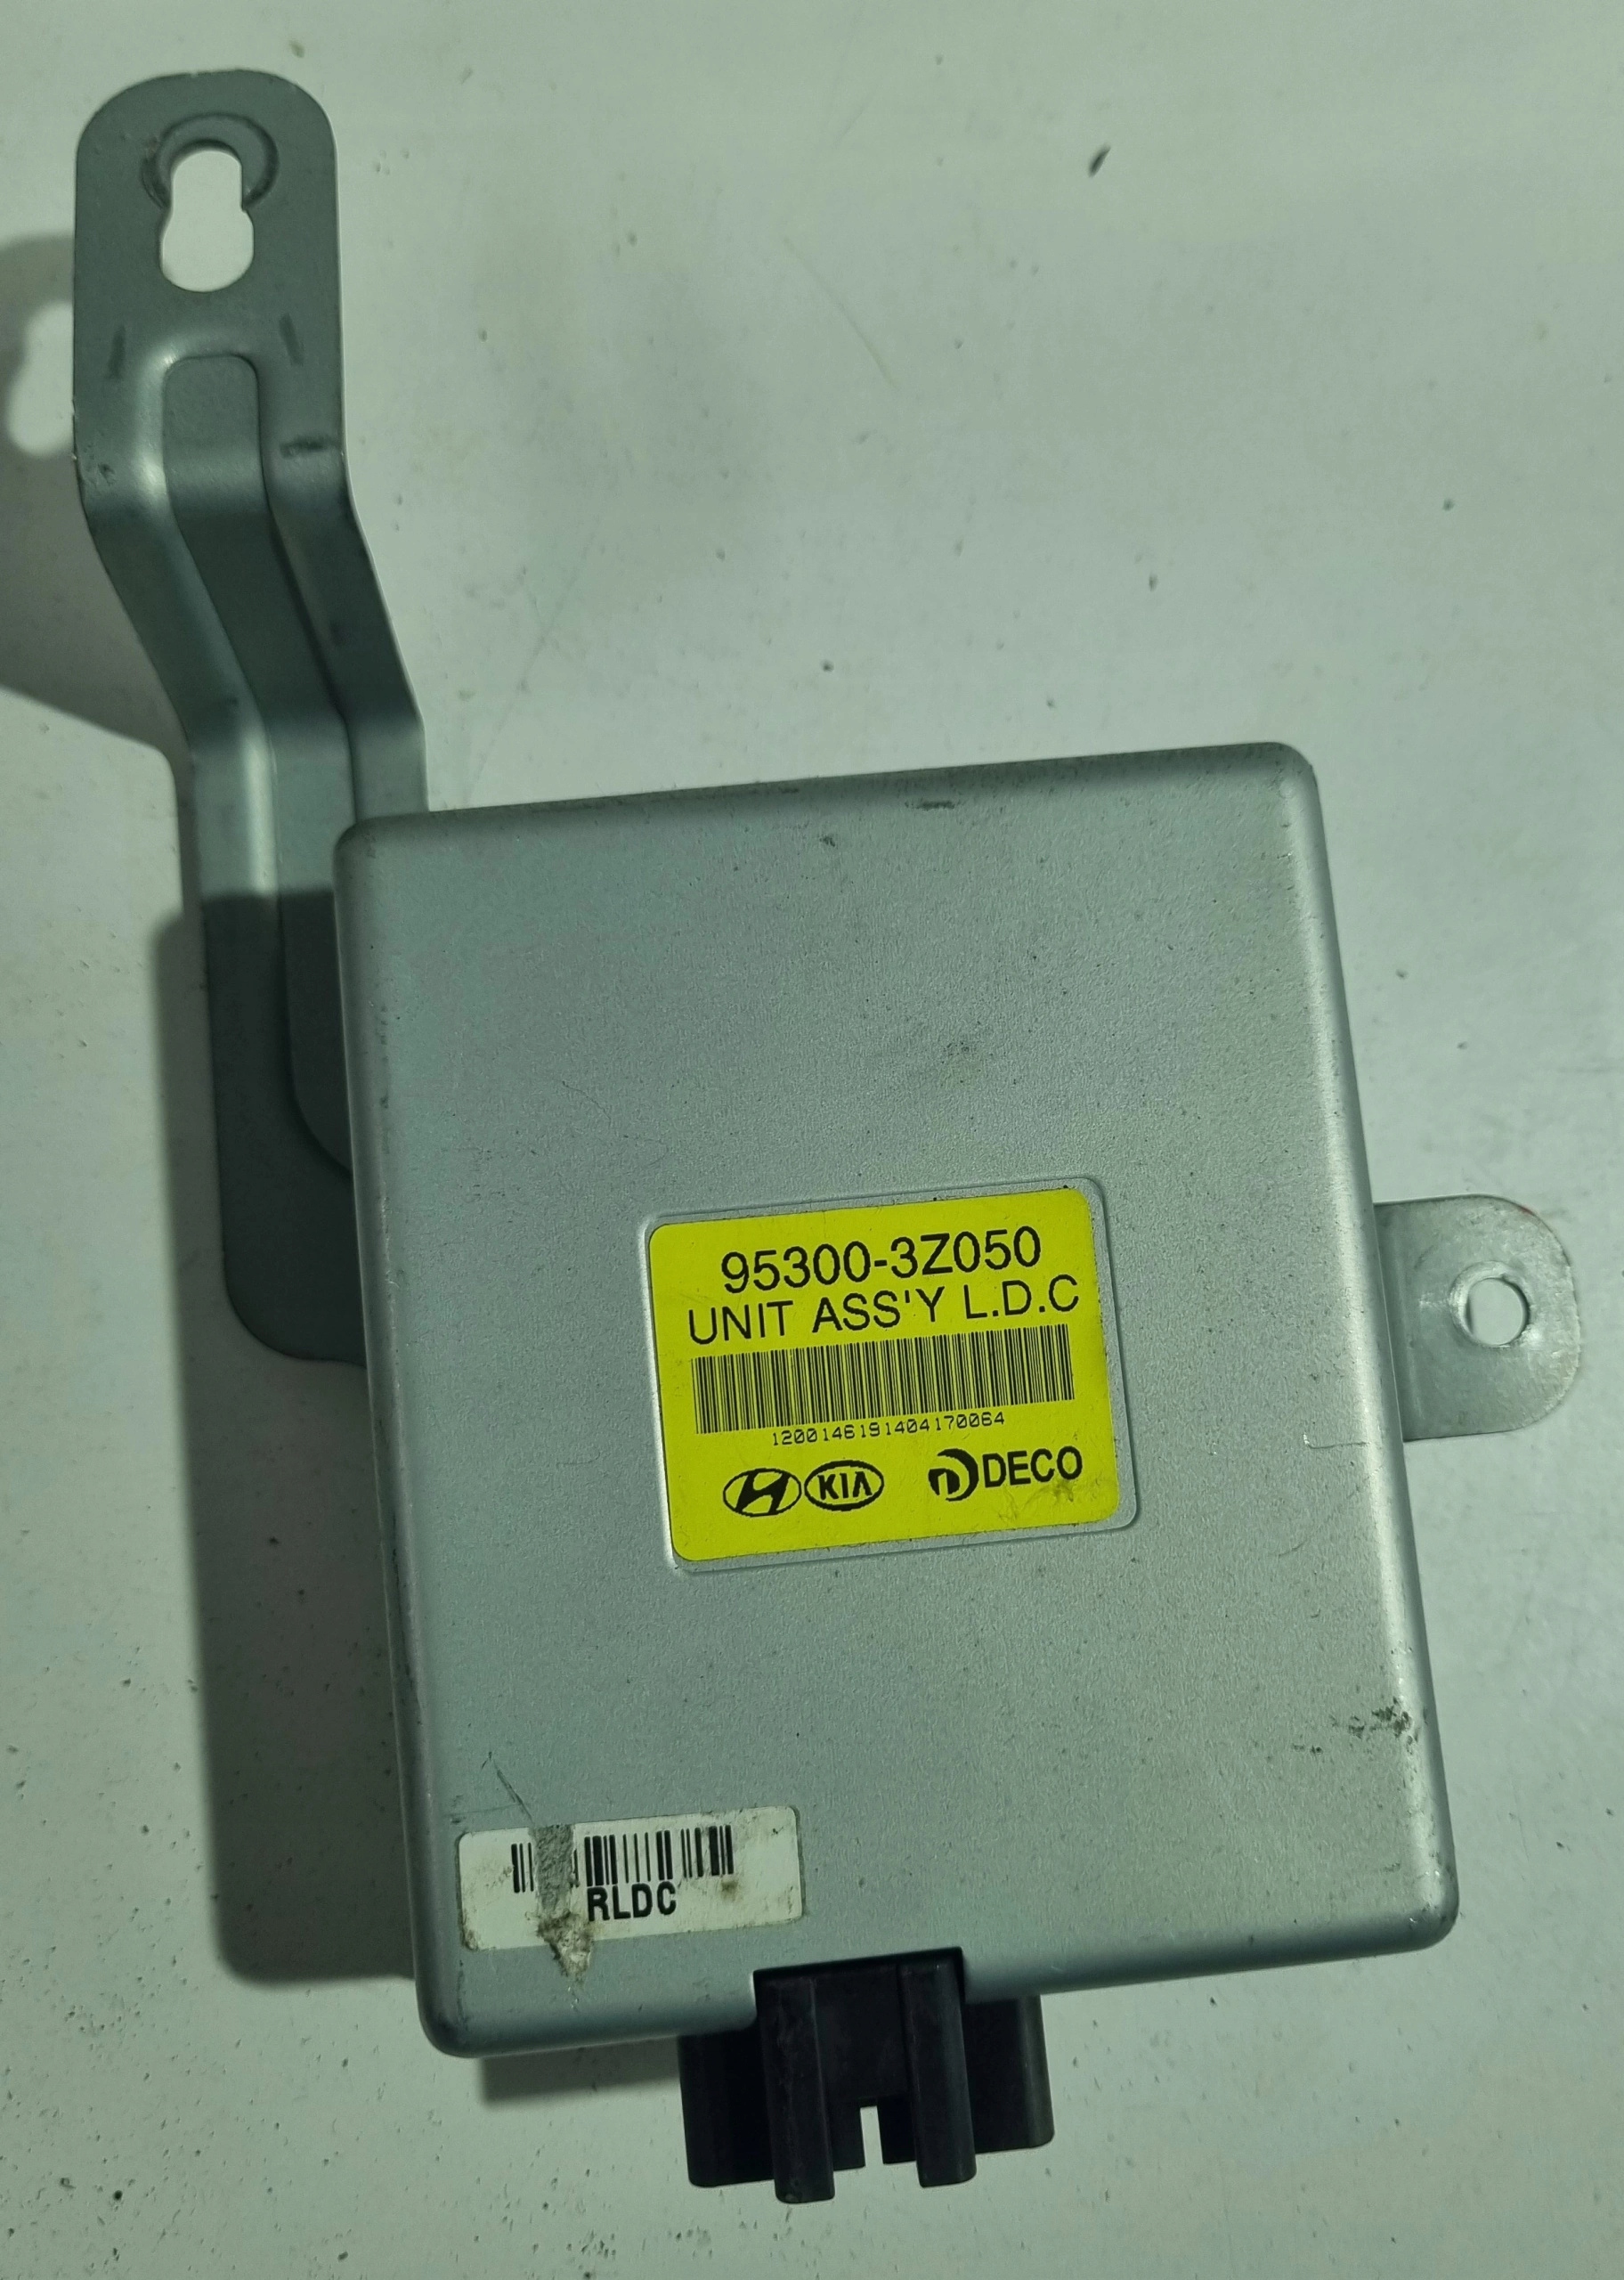 95300-3Z050
UNIT ASS'Y L.D.C
1200146191404170064
KIA DECO
RLDC